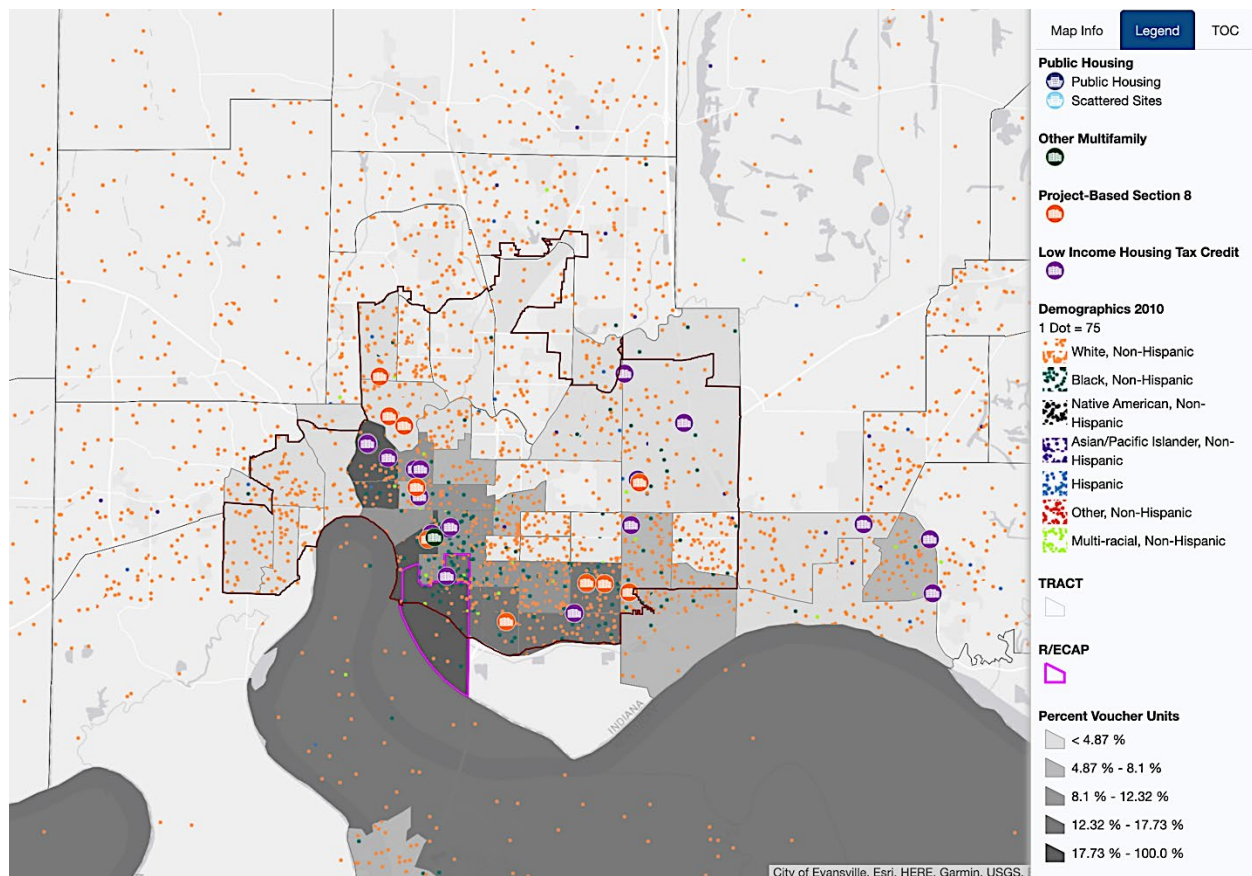 Map Info
Legend
TOC
Public Housing
Public Housing
Scattered Sites
Other Multifamily
Project-Based Section 8
Low Income Housing Tax Credit
Demographics 2010
1 Dot = 75
White, Non-Hispanic
Black, Non-Hispanic
Native American, Non-
Hispanic
Asian/Pacific Islander, Non-
Hispanic
Hispanic
Other, Non-Hispanic
Multi-racial, Non-Hispanic
TRACT
R/ECAP
Percent Voucher Units
< 4.87 %
4.87 % - 8.1 %
8.1 % - 12.32 %
12.32 % - 17.73 %
17.73 % - 100.0 %
INDIANA
City of Evansville, Esri, HERE, Garmin, USGS,